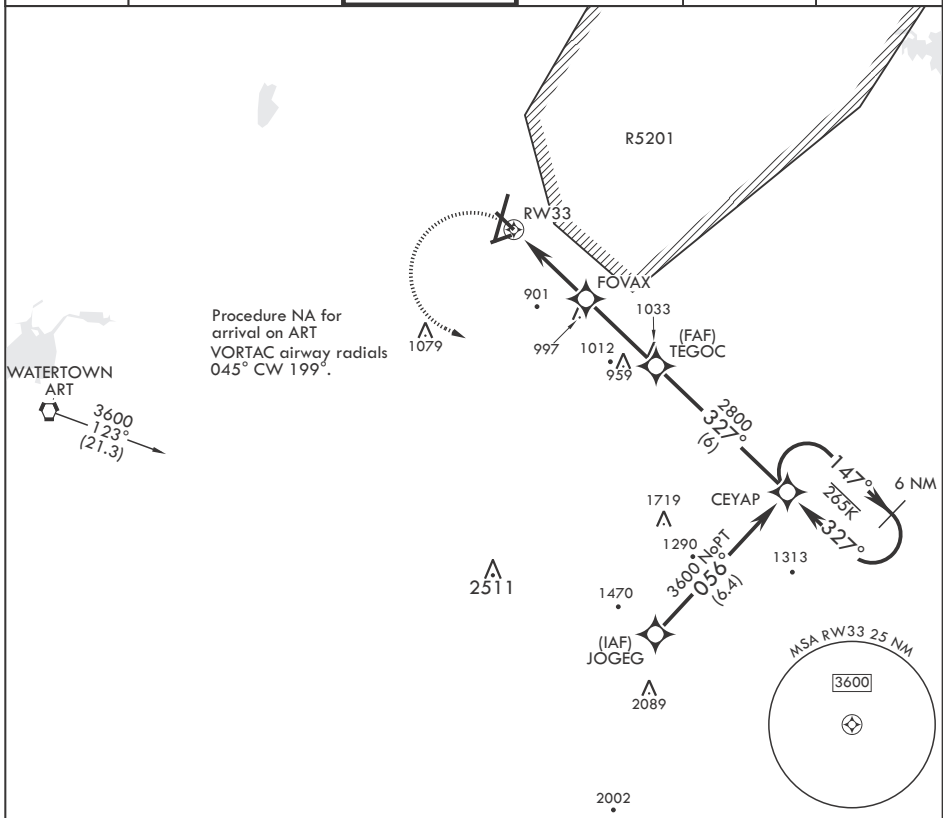 R5201
RW33
FOVAX
901
1033
Procedure NA for
arrival on ART
VORTAC airway radials
045° CW 199°.
1079
997
1012
959
(FAF)
TEGOC
WATERTOWN
ART
3600
123°
(21.3)
2800
327°
(6)
147°
265K
6 NM
327°
CEYAP
1719
1290
1313
3600 NoPT
056°
(6.4)
2511
1470
(IAF)
JOGEG
2089
MSA RW33 25 NM
3600
2002